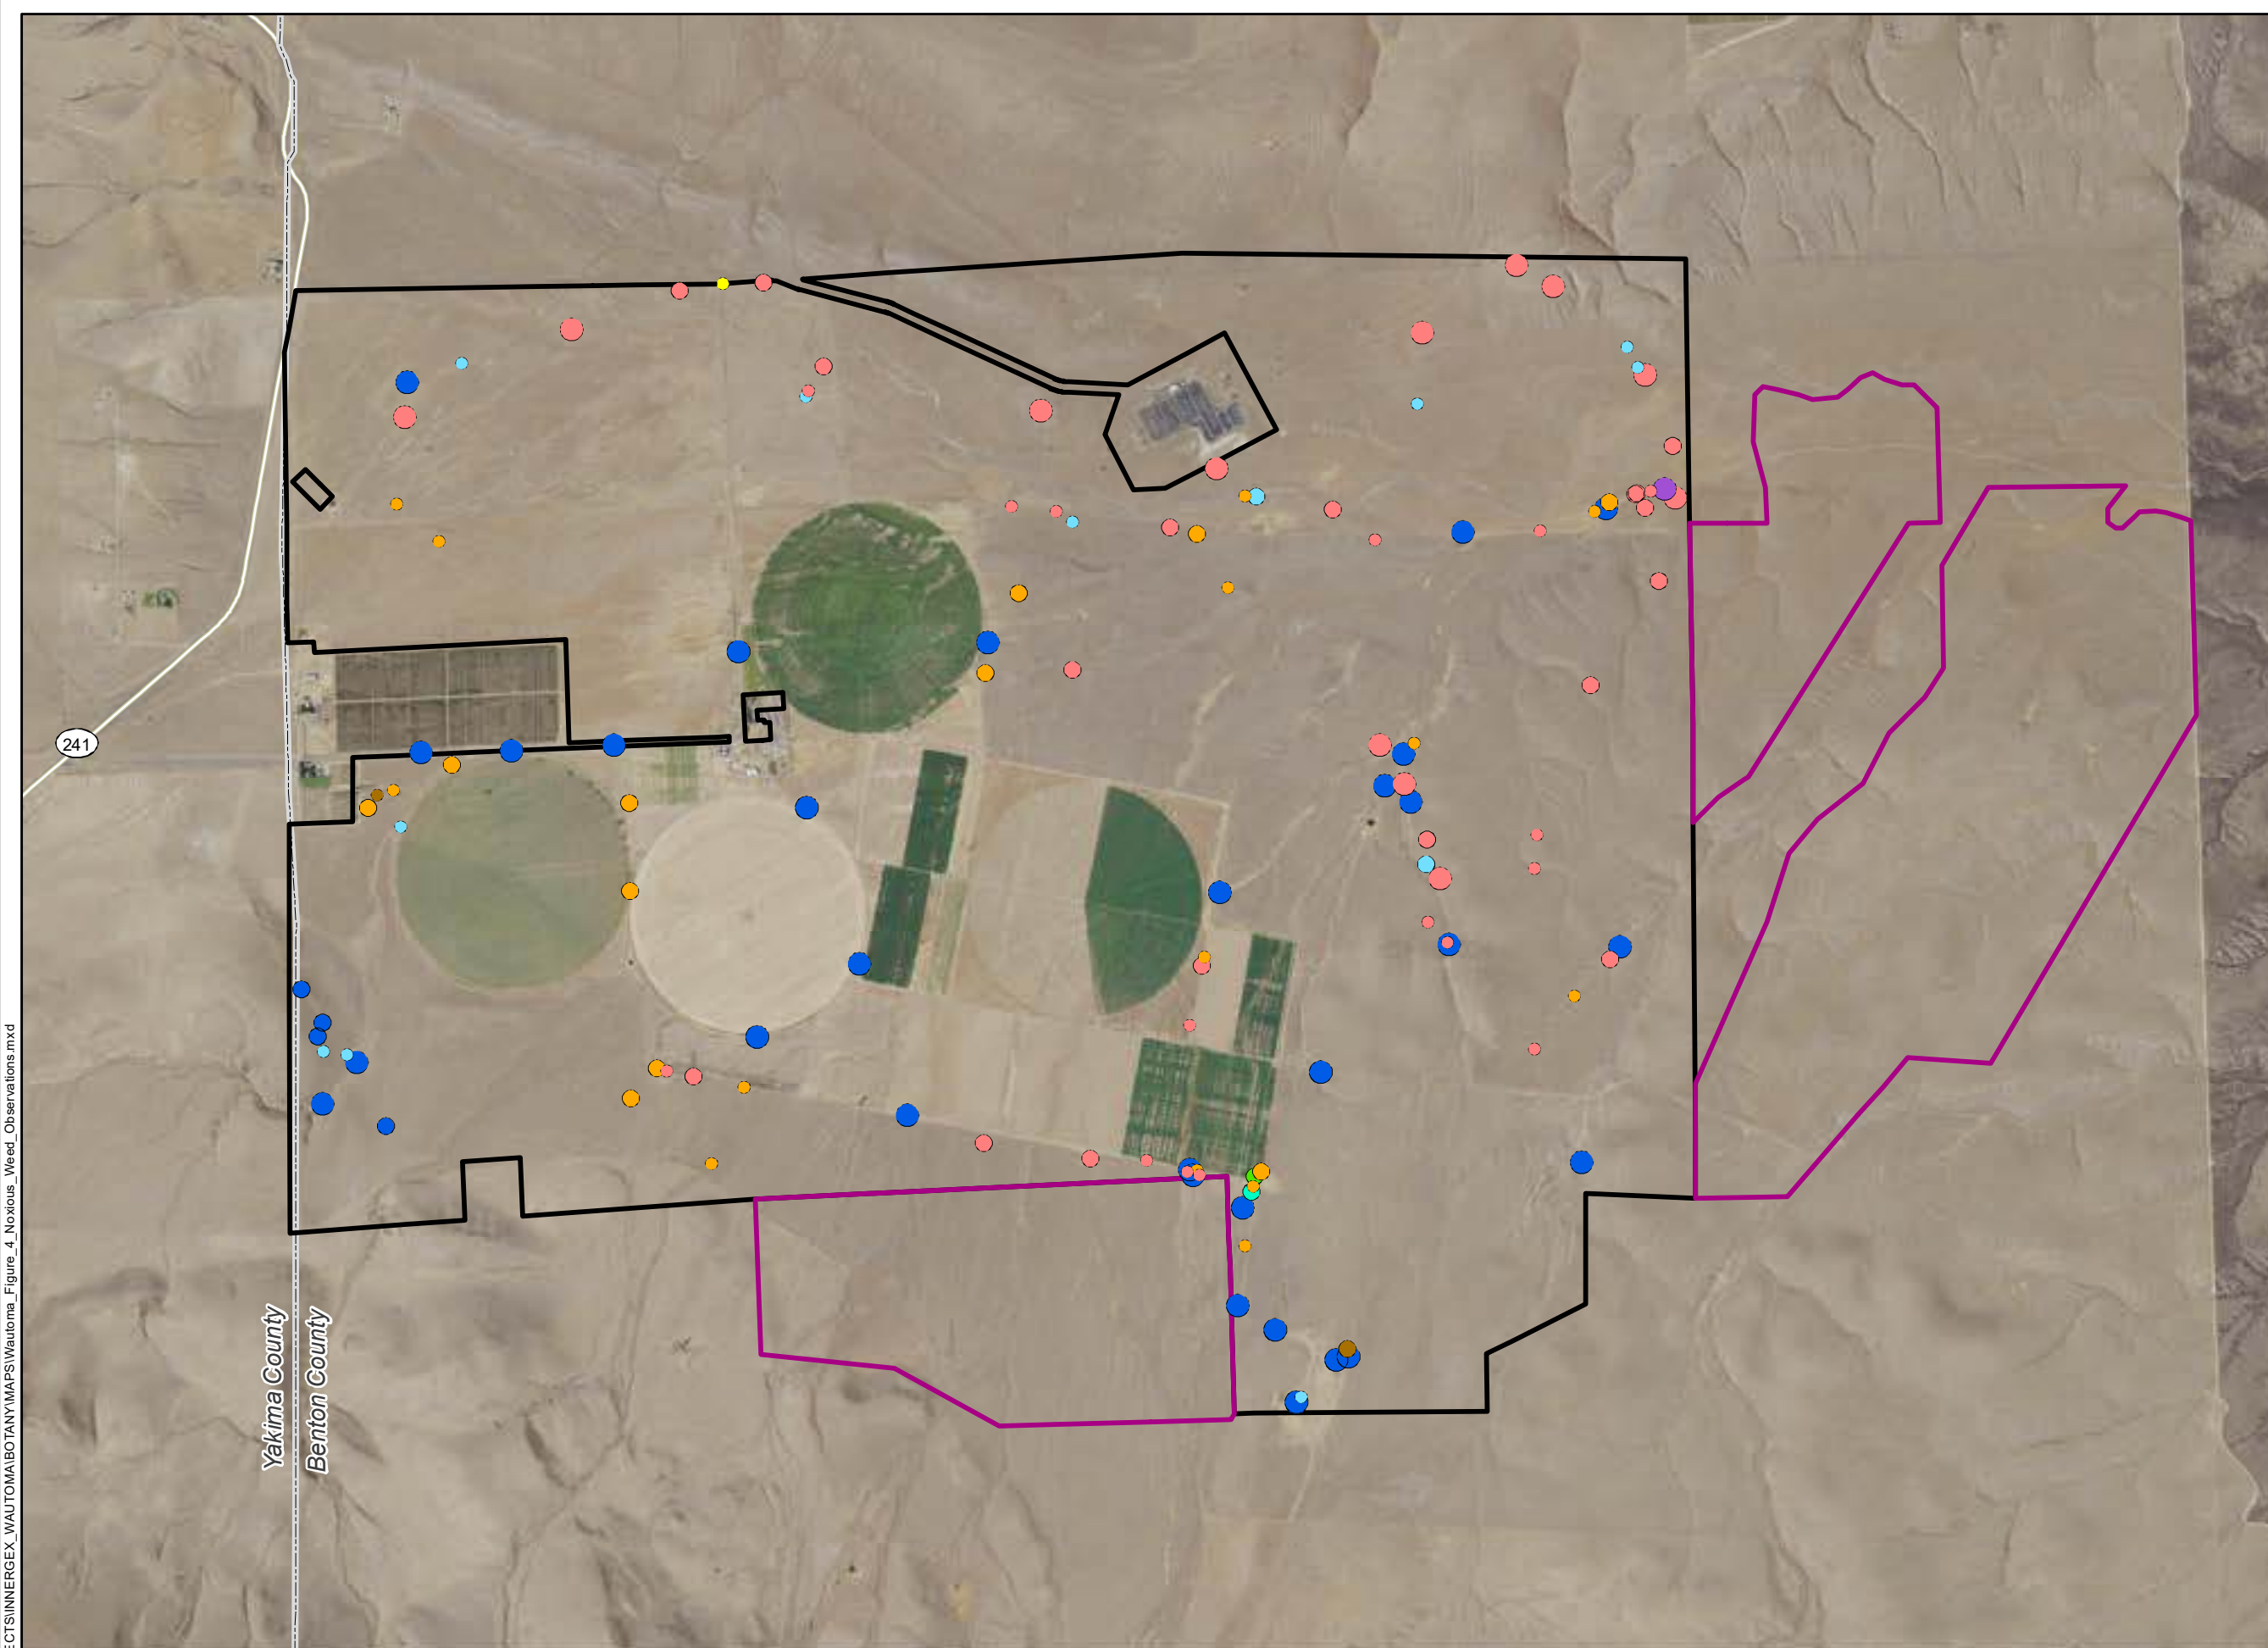 241
Yakima County
Benton County
ECTS\INNERGEX_WAUTOMA\BOTANY\MAPS\Wautoma_Figure_4_Noxious_Weed_Observations.mxd